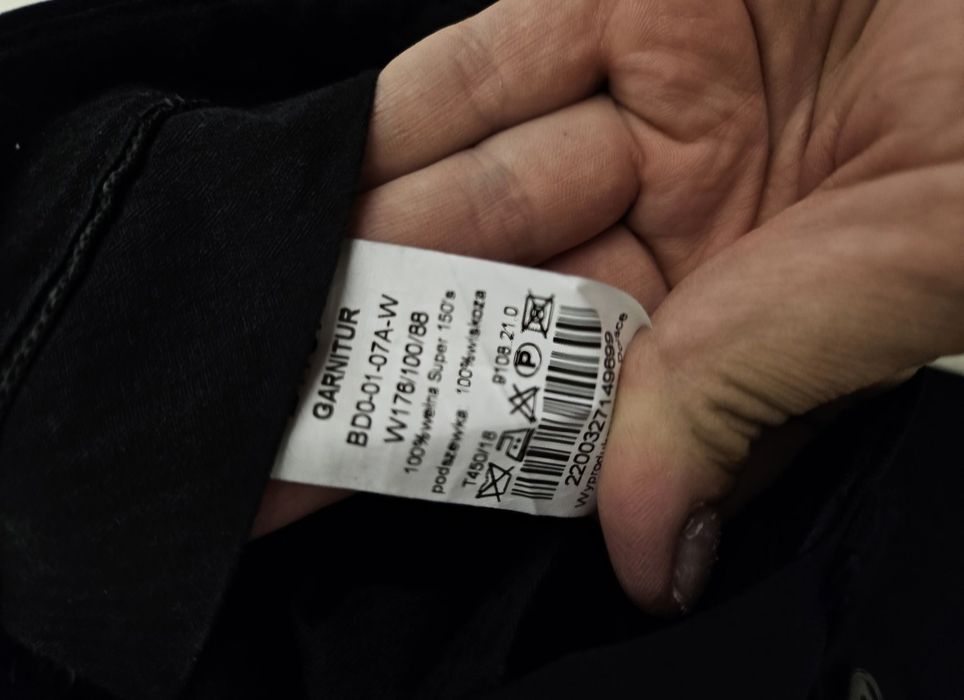 GARNITUR
BD0-01-07A-W
W176/100/88
100% wełna Super 150's
podszewka 100%wiskoza
T450/18 9108.21.0
P
2200327149699